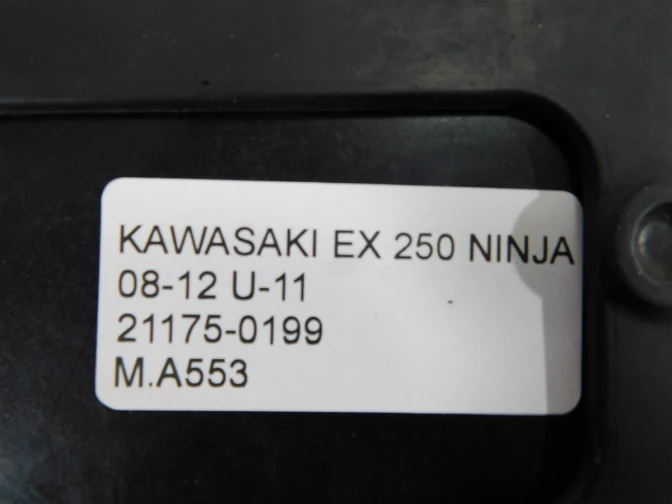 KAWASAKI EX 250 NINJA
08-12 U-11
21175-0199
M.A553